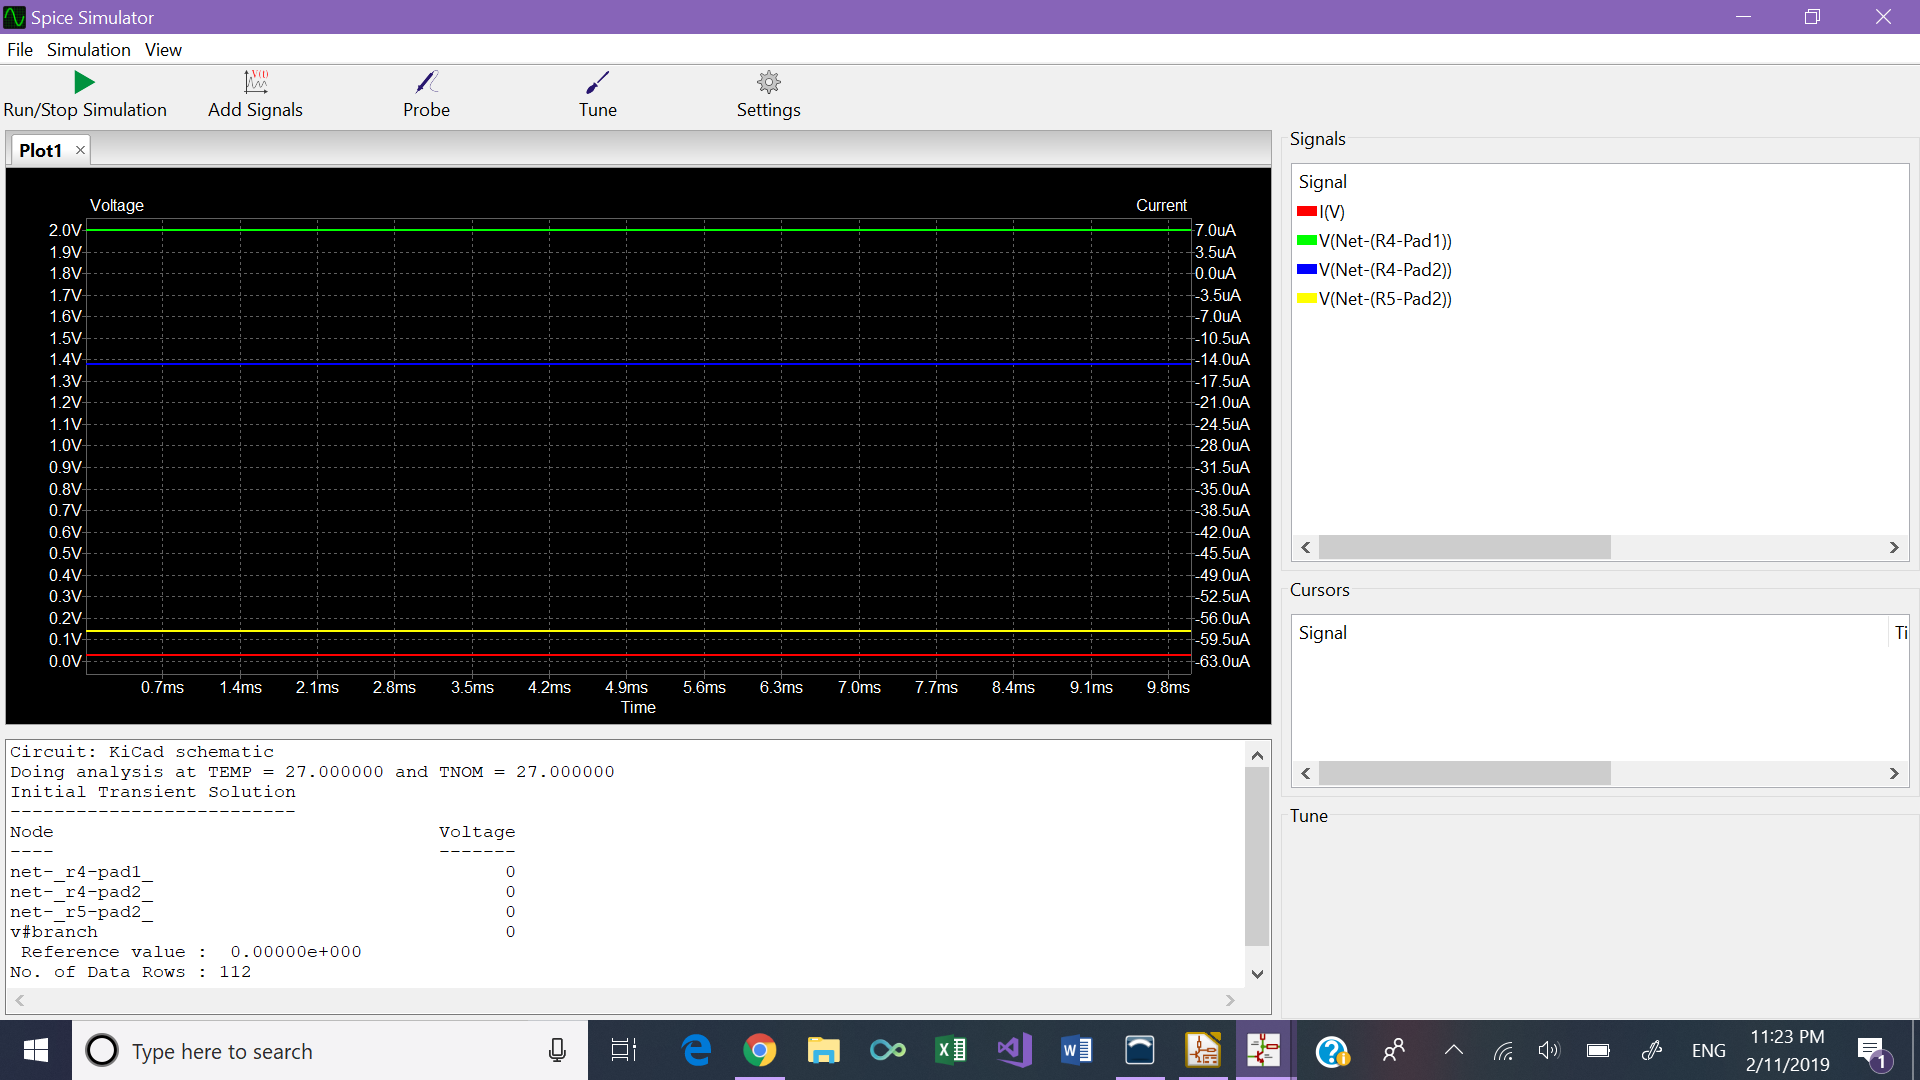 Spice Simulator
File Simulation View
Run/Stop Simulation Add Signals Probe Tune Settings
Plot1
Voltage Current
2.0V 7.0uA
1.9V 3.5uA
1.8V 0.0uA
1.7V -3.5uA
1.6V -7.0uA
1.5V -10.5uA
1.4V -14.0uA
1.3V -17.5uA
1.2V -21.0uA
1.1V -24.5uA
1.0V -28.0uA
0.9V -31.5uA
0.8V -35.0uA
0.7V -38.5uA
0.6V -42.0uA
0.5V -45.5uA
0.4V -49.0uA
0.3V -52.5uA
0.2V -56.0uA
0.1V -59.5uA
0.0V -63.0uA
0.7ms 1.4ms 2.1ms 2.8ms 3.5ms 4.2ms 4.9ms 5.6ms 6.3ms 7.0ms 7.7ms 8.4ms 9.1ms 9.8ms
Time
Signals
Signal
I(V)
V(Net-(R4-Pad1))
V(Net-(R4-Pad2))
V(Net-(R5-Pad2))
Cursors
Signal Ti
Tune
Circuit: KiCad schematic
Doing analysis at TEMP = 27.000000 and TNOM = 27.000000
Initial Transient Solution
--------------------------
Node Voltage
---- -------
net-_r4-pad1_ 0
net-_r4-pad2_ 0
net-_r5-pad2_ 0
v#branch 0
Reference value : 0.00000e+000
No. of Data Rows : 112
Type here to search
ENG
11:23 PM
2/11/2019
1